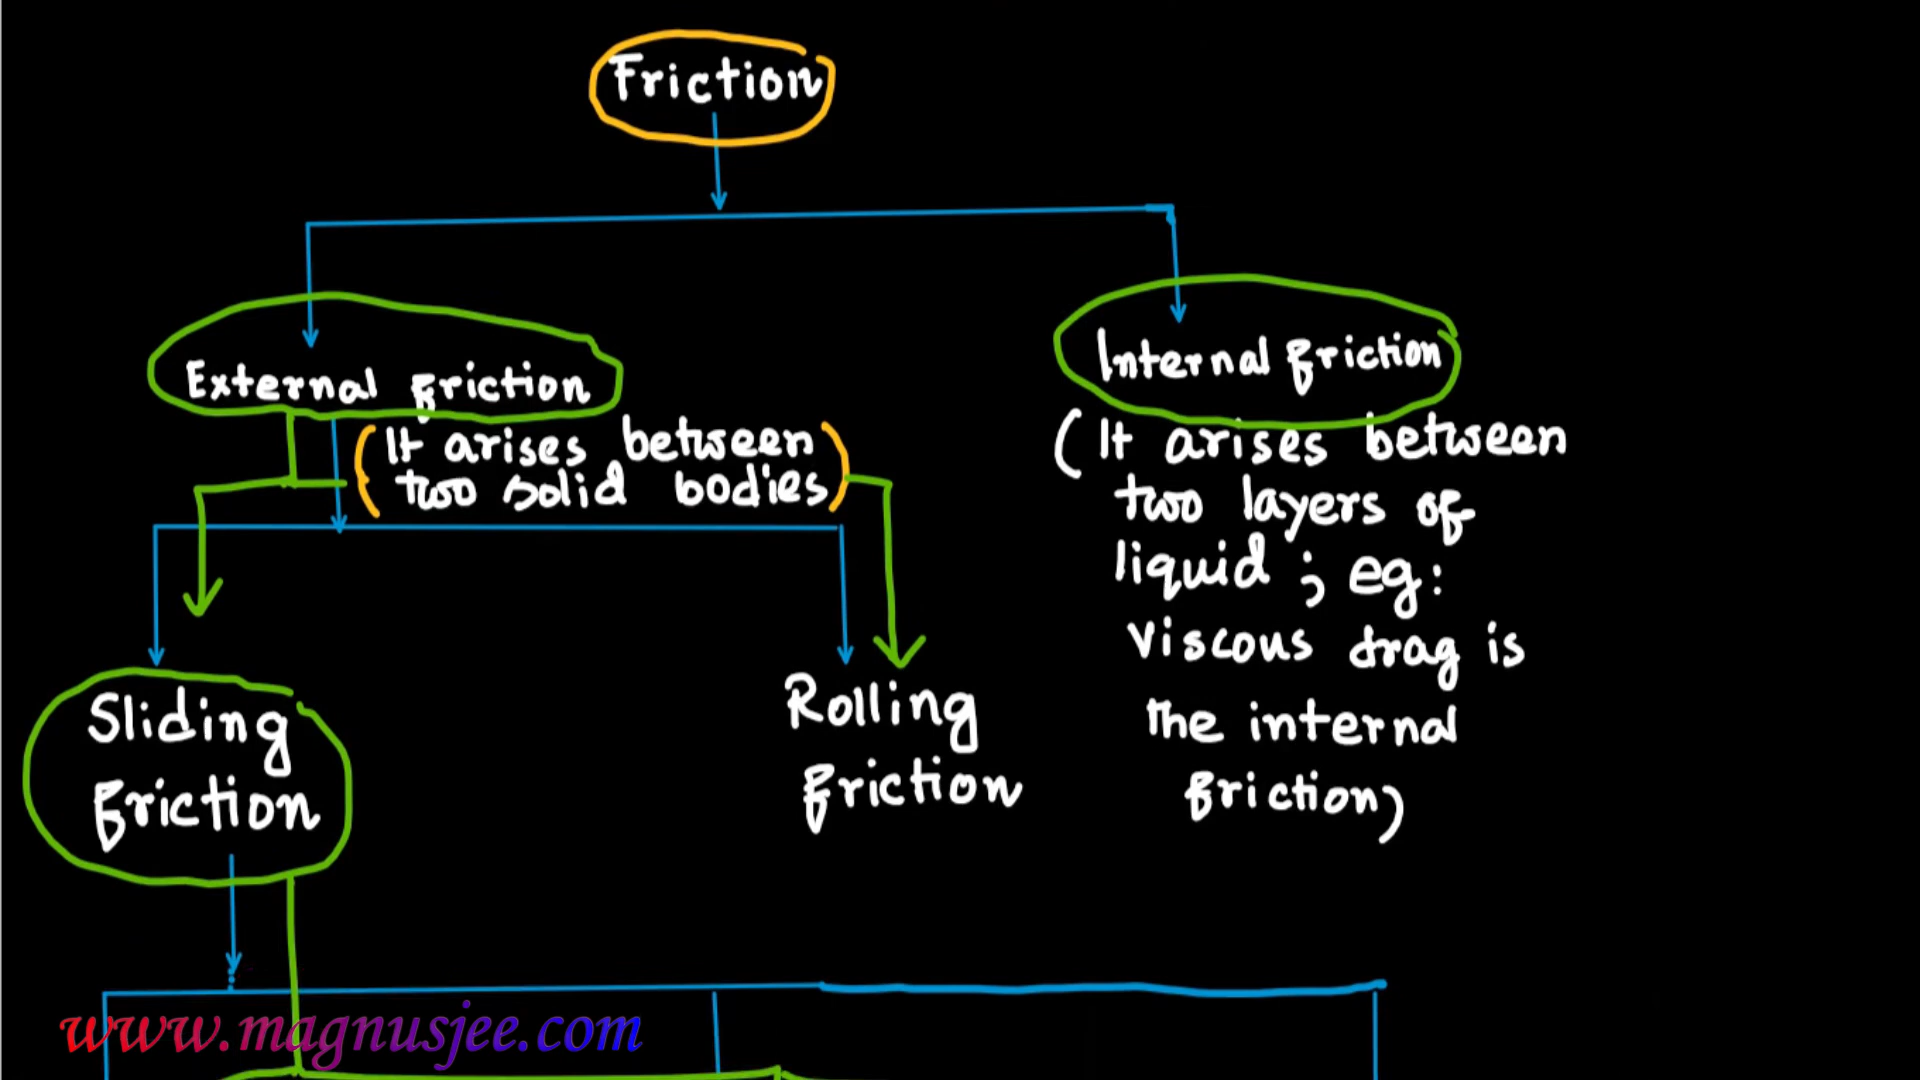 Friction
External friction
(It arises between
two solid bodies)
Internal friction
(It arises between
two layers of
liquid ; eg:
viscous drag is
the internal
friction)
Sliding
friction
Rolling
friction
www.magnusjee.com